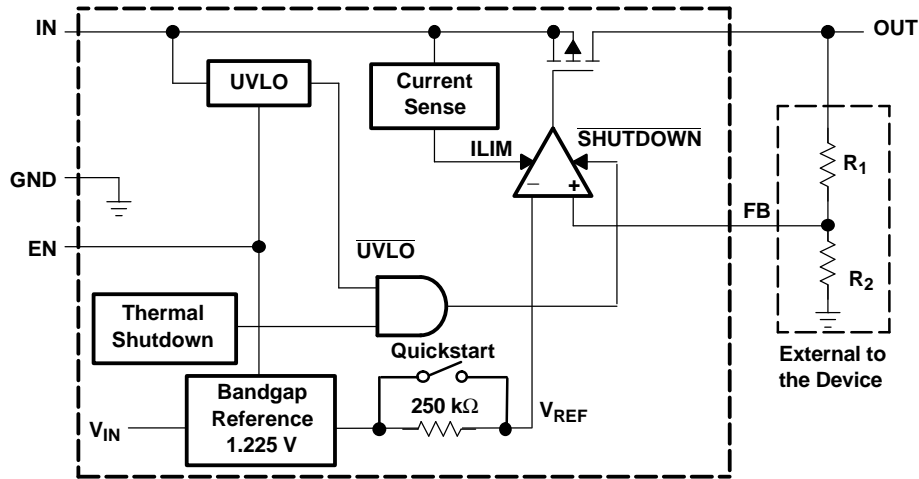 IN
OUT
UVLO
Current
Sense
SHUTDOWN
ILIM
R1
GND
− +
FB
EN
UVLO
R2
Thermal
Shutdown
Quickstart
External to
the Device
Bandgap
Reference
1.225 V
250 kΩ
VREF
VIN